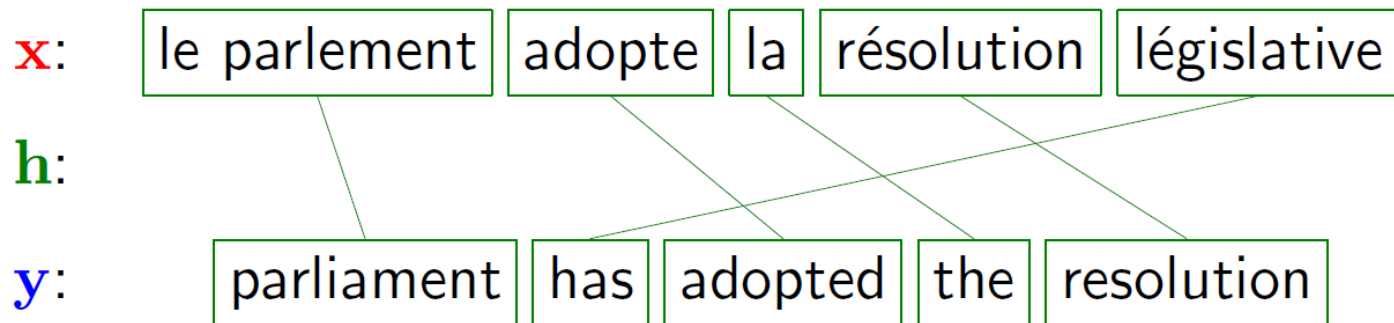 x: le parlement adopte la résolution législative
h:
y: parliament has adopted the resolution